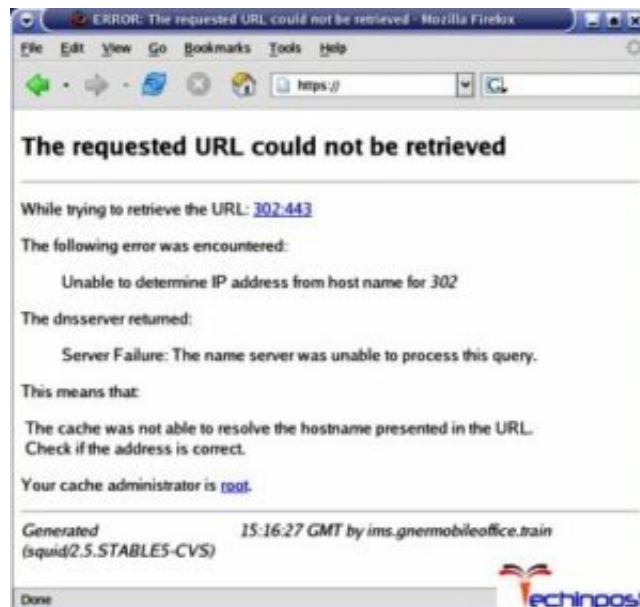 ERROR: The requested URL could not be retrieved - Mozilla Firefox
File Edit View Go Bookmarks Tools Help
https://
G
The requested URL could not be retrieved
While trying to retrieve the URL: 302:443
The following error was encountered:
Unable to determine IP address from host name for 302
The dnsserver returned:
Server Failure: The name server was unable to process this query.
This means that:
The cache was not able to resolve the hostname presented in the URL.
Check if the address is correct.
Your cache administrator is root.
Generated 15:16:27 GMT by ims.gnermobileoffice.train
(squid/2.5.STABLE5-CVS)
Done
Techinpost